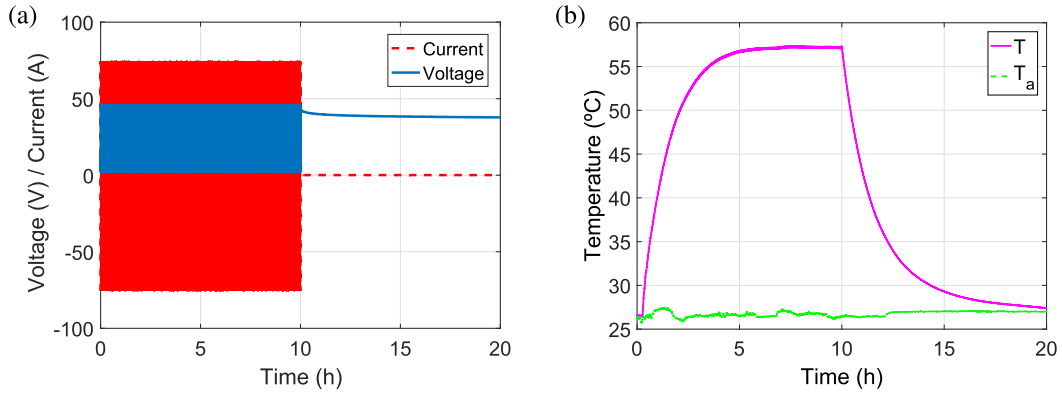 (a)
100
50
0
-50
-100
Voltage (V) / Current (A)
Current
Voltage
0
5
10
15
20
Time (h)
(b)
60
55
50
45
40
35
30
25
Temperature (ºC)
T
Ta
0
5
10
15
20
Time (h)